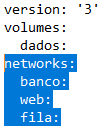 version: '3'
volumes:
  dados:
networks:
  banco:
  web:
  fila: